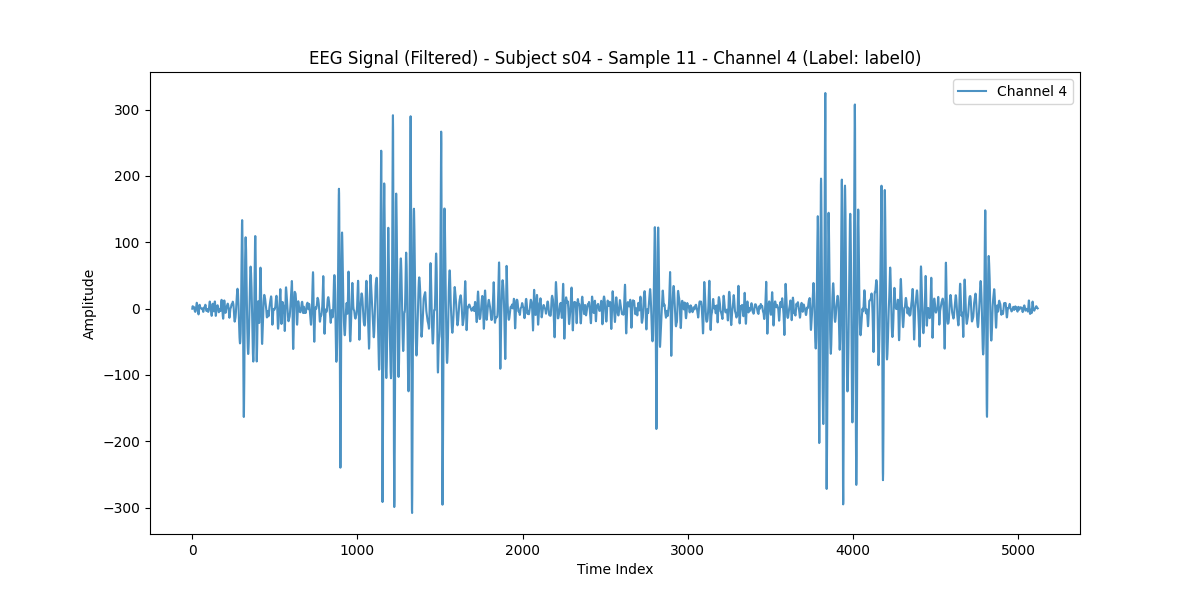 EEG Signal (Filtered) - Subject s04 - Sample 11 - Channel 4 (Label: label0)
Channel 4
300
200
100
0
−100
−200
−300
Amplitude
0 1000 2000 3000 4000 5000
Time Index